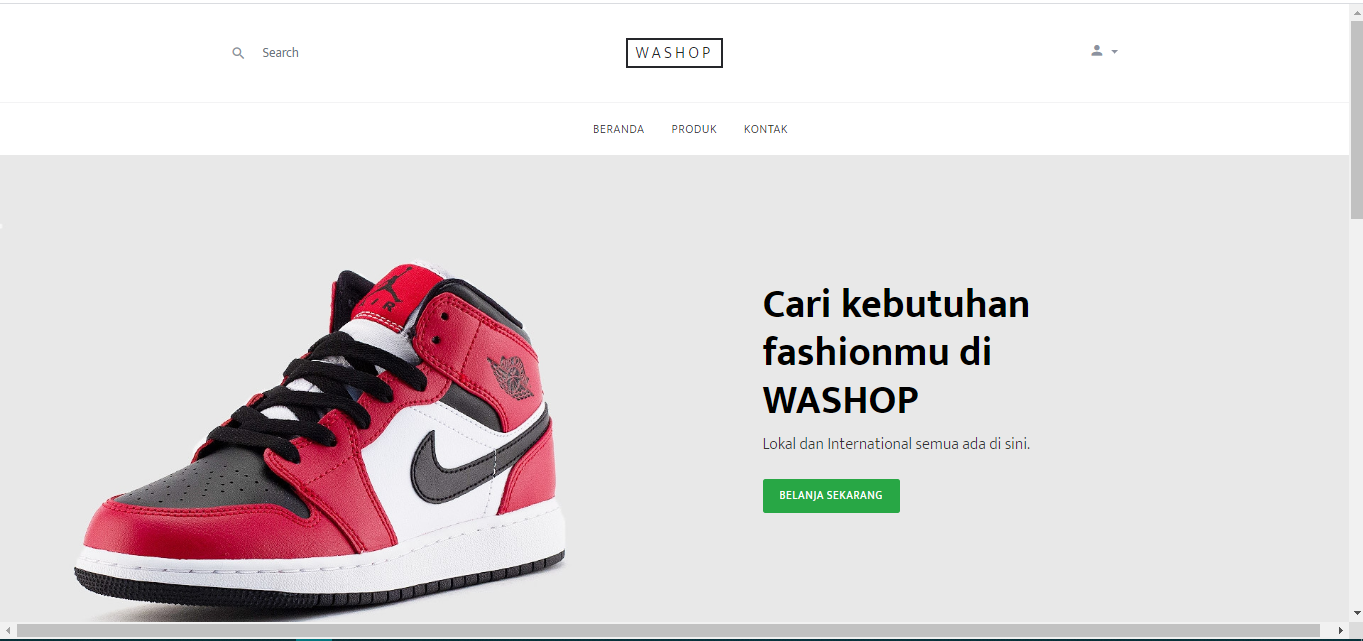 Search
WASHOP
BERANDA PRODUK KONTAK
AIR
Cari kebutuhan
fashionmu di
WASHOP
Lokal dan International semua ada di sini.
BELANJA SEKARANG